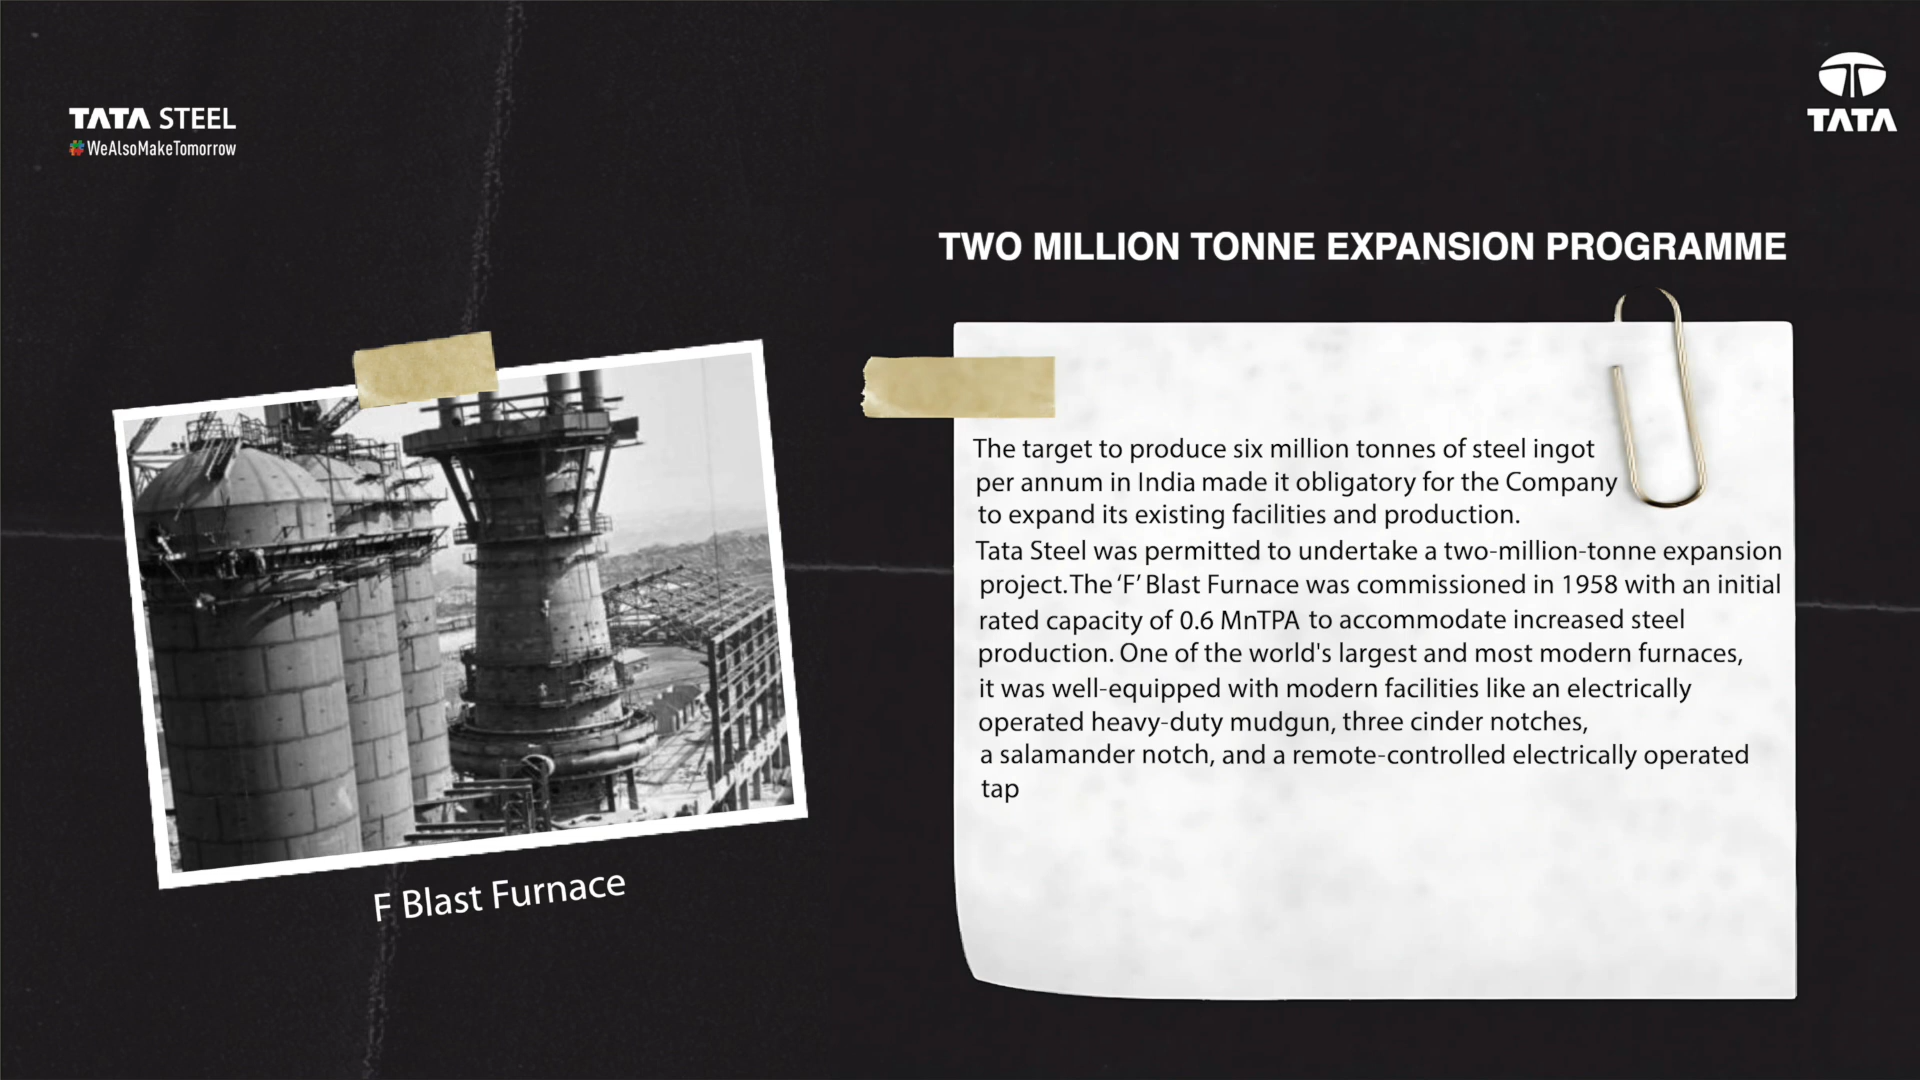 TATA STEEL
#WeAlsoMakeTomorrow
TATA
TWO MILLION TONNE EXPANSION PROGRAMME
The target to produce six million tonnes of steel ingot
per annum in India made it obligatory for the Company
to expand its existing facilities and production.
Tata Steel was permitted to undertake a two-million-tonne expansion
project.The ‘F’ Blast Furnace was commissioned in 1958 with an initial
rated capacity of 0.6 MnTPA to accommodate increased steel
production. One of the world's largest and most modern furnaces,
it was well-equipped with modern facilities like an electrically
operated heavy-duty mudgun, three cinder notches,
a salamander notch, and a remote-controlled electrically operated
tap
F Blast Furnace